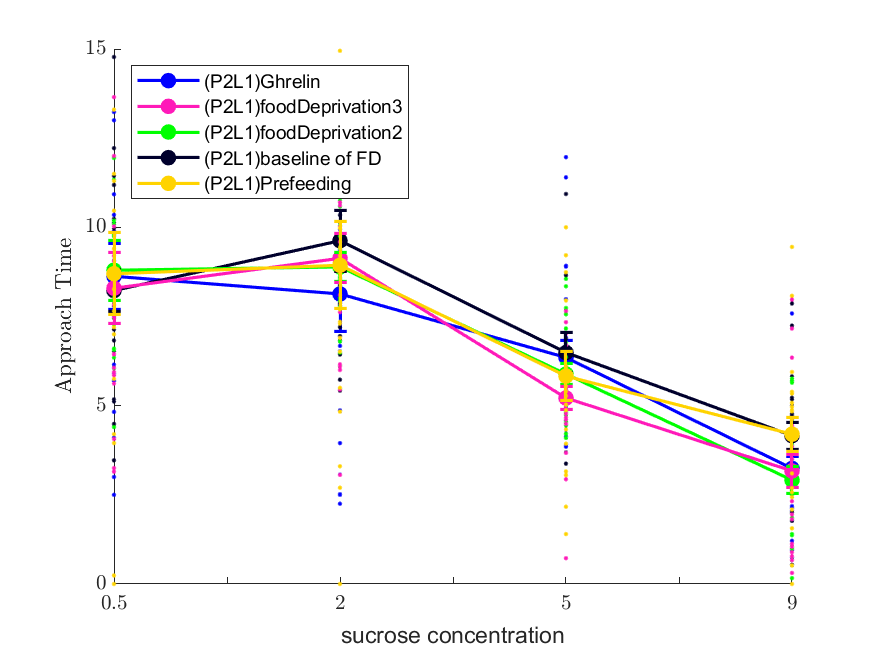 15
(P2L1)Ghrelin
(P2L1)foodDeprivation3
(P2L1)foodDeprivation2
(P2L1)baseline of FD
(P2L1)Prefeeding
10
Approach Time
5
0
0.5 2 5 9
sucrose concentration